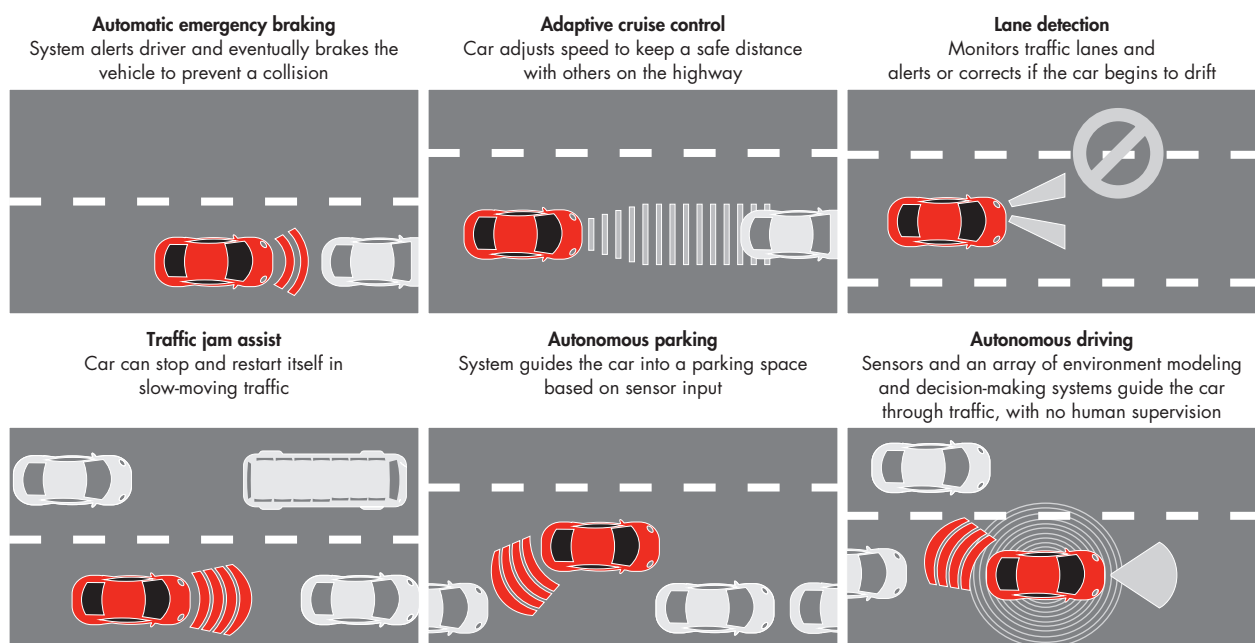 Automatic emergency braking
System alerts driver and eventually brakes the
vehicle to prevent a collision
Adaptive cruise control
Car adjusts speed to keep a safe distance
with others on the highway
Lane detection
Monitors traffic lanes and
alerts or corrects if the car begins to drift
Traffic jam assist
Car can stop and restart itself in
slow-moving traffic
Autonomous parking
System guides the car into a parking space
based on sensor input
Autonomous driving
Sensors and an array of environment modeling
and decision-making systems guide the car
through traffic, with no human supervision